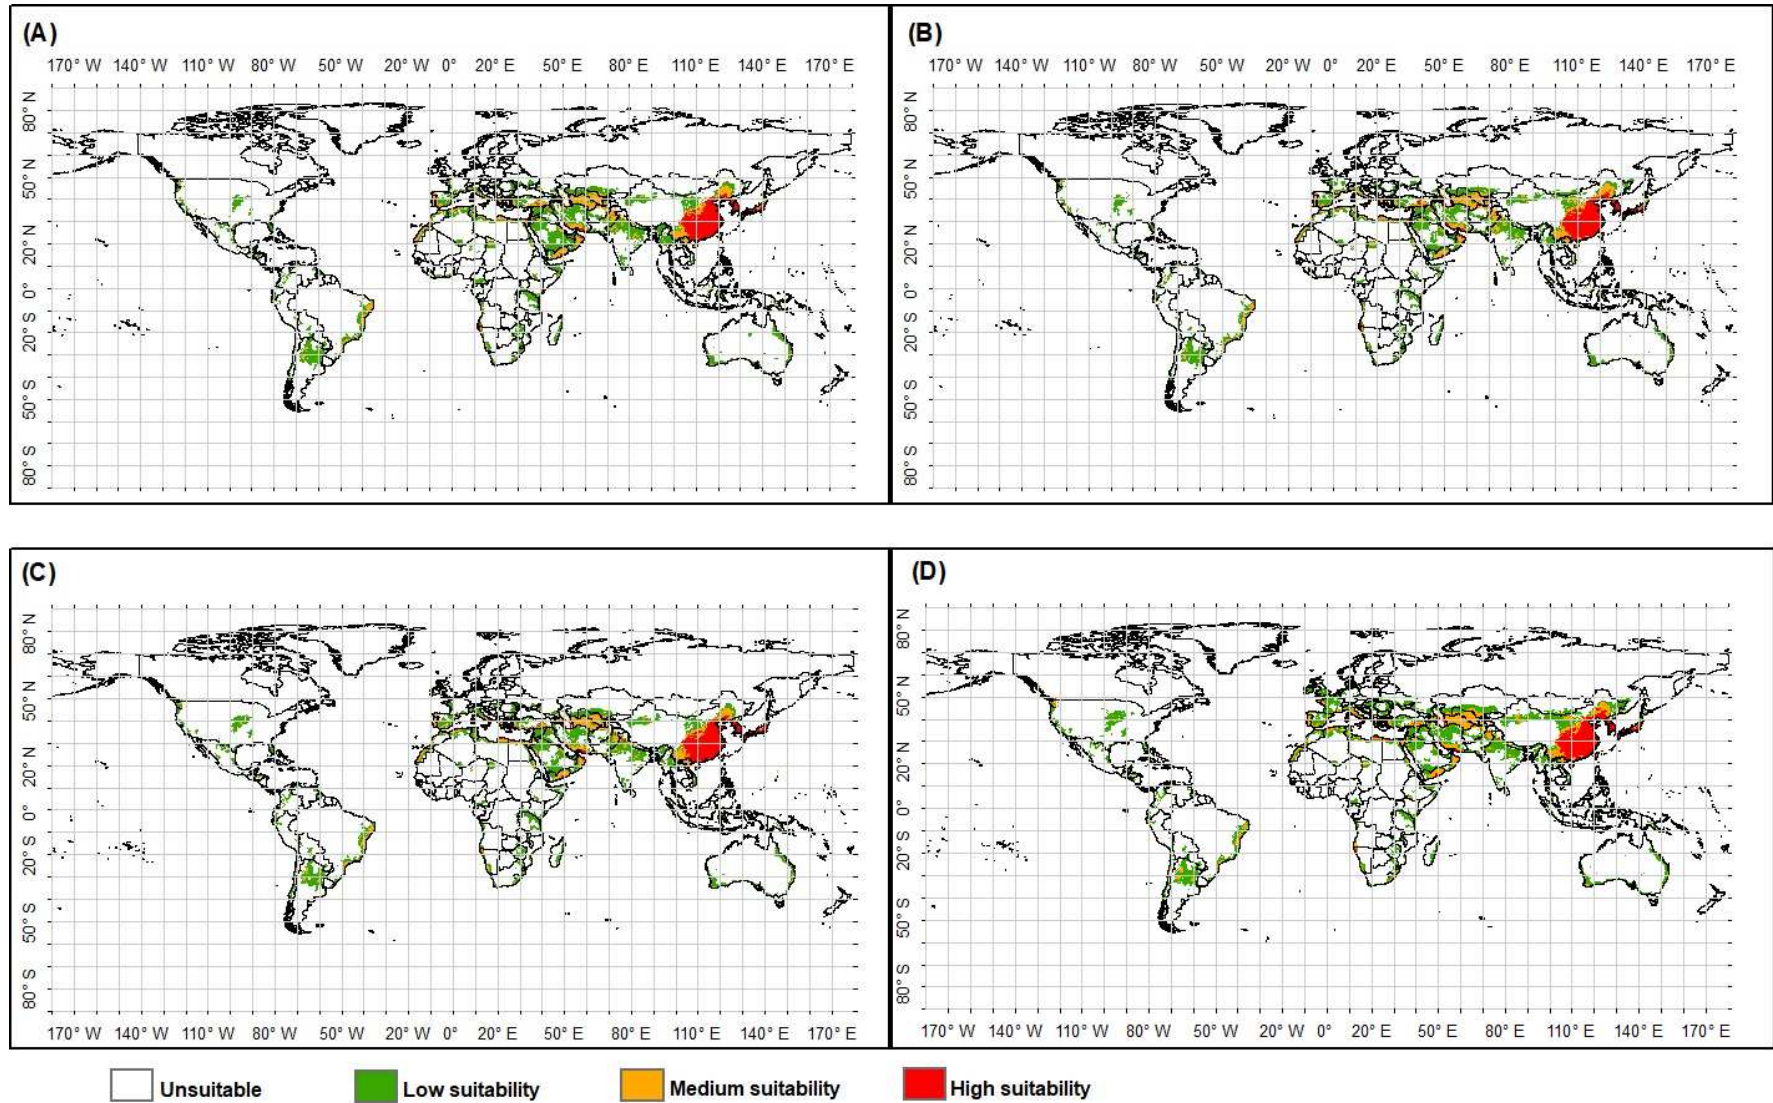 (A)
170° W 140° W 110° W 80° W 50° W 20° W 0° 20° E 50° E 80° E 110° E 140° E 170° E
80° N
50° N
20° N
0°
20° S
50° S
80° S
(B)
170° W 140° W 110° W 80° W 50° W 20° W 0° 20° E 50° E 80° E 110° E 140° E 170° E
80° N
50° N
20° N
0°
20° S
50° S
80° S
(C)
80° N
50° N
20° N
0°
20° S
50° S
80° S
170° W 140° W 110° W 80° W 50° W 20° W 0° 20° E 50° E 80° E 110° E 140° E 170° E
(D)
80° N
50° N
20° N
0°
20° S
50° S
80° S
170° W 140° W 110° W 80° W 50° W 20° W 0° 20° E 50° E 80° E 110° E 140° E 170° E
Unsuitable Low suitability Medium suitability High suitability